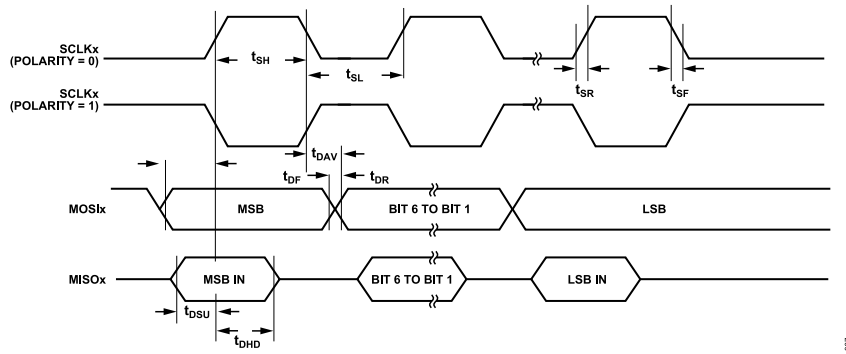 SCLKx
(POLARITY = 0)
tSH
tSL
tSR
tSF
SCLKx
(POLARITY = 1)
tDAV
tDF
tDR
MOSIx
MSB
BIT 6 TO BIT 1
LSB
MISOx
MSB IN
BIT 6 TO BIT 1
LSB IN
tDSU
tDHD